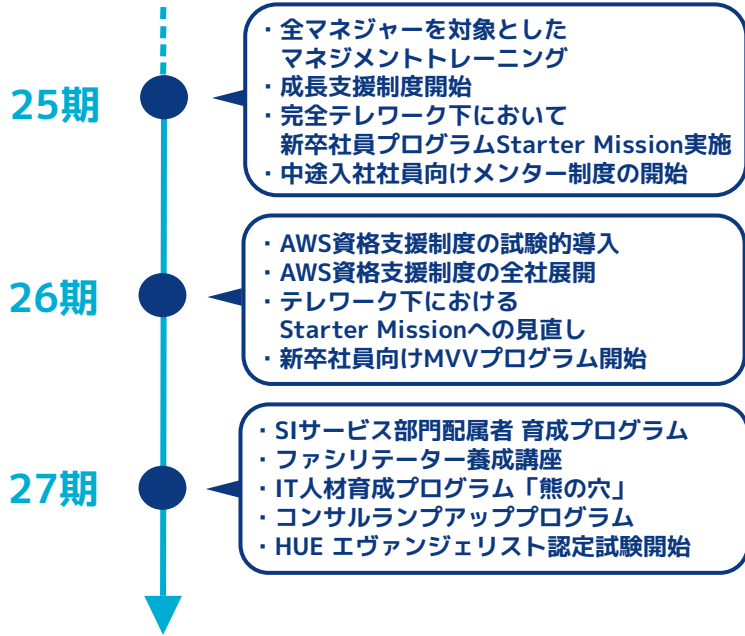 25期
・全マネジャーを対象とした
マネジメントトレーニング
・成長支援制度開始
・完全テレワーク下において
新卒社員プログラムStarter Mission実施
・中途入社社員向けメンター制度の開始
26期
・AWS資格支援制度の試験的導入
・AWS資格支援制度の全社展開
・テレワーク下における
Starter Missionへの見直し
・新卒社員向けMVVプログラム開始
27期
・SIサービス部門配属者 育成プログラム
・ファシリテーター養成講座
・IT人材育成プログラム「熊の穴」
・コンサルランプアッププログラム
・HUE エヴァンジェリスト認定試験開始